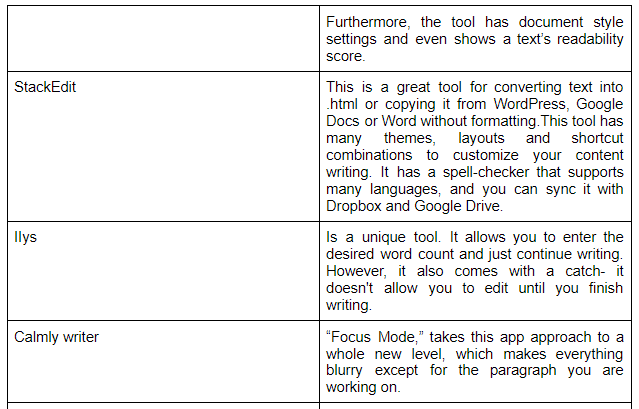 Furthermore, the tool has document style
settings and even shows a text’s readability
score.
StackEdit
This is a great tool for converting text into
.html or copying it from WordPress, Google
Docs or Word without formatting.This tool has
many themes, layouts and shortcut
combinations to customize your content
writing. It has a spell-checker that supports
many languages, and you can sync it with
Dropbox and Google Drive.
Ilys
Is a unique tool. It allows you to enter the
desired word count and just continue writing.
However, it also comes with a catch- it
doesn't allow you to edit until you finish
writing.
Calmly writer
“Focus Mode,” takes this app approach to a
whole new level, which makes everything
blurry except for the paragraph you are
working on.